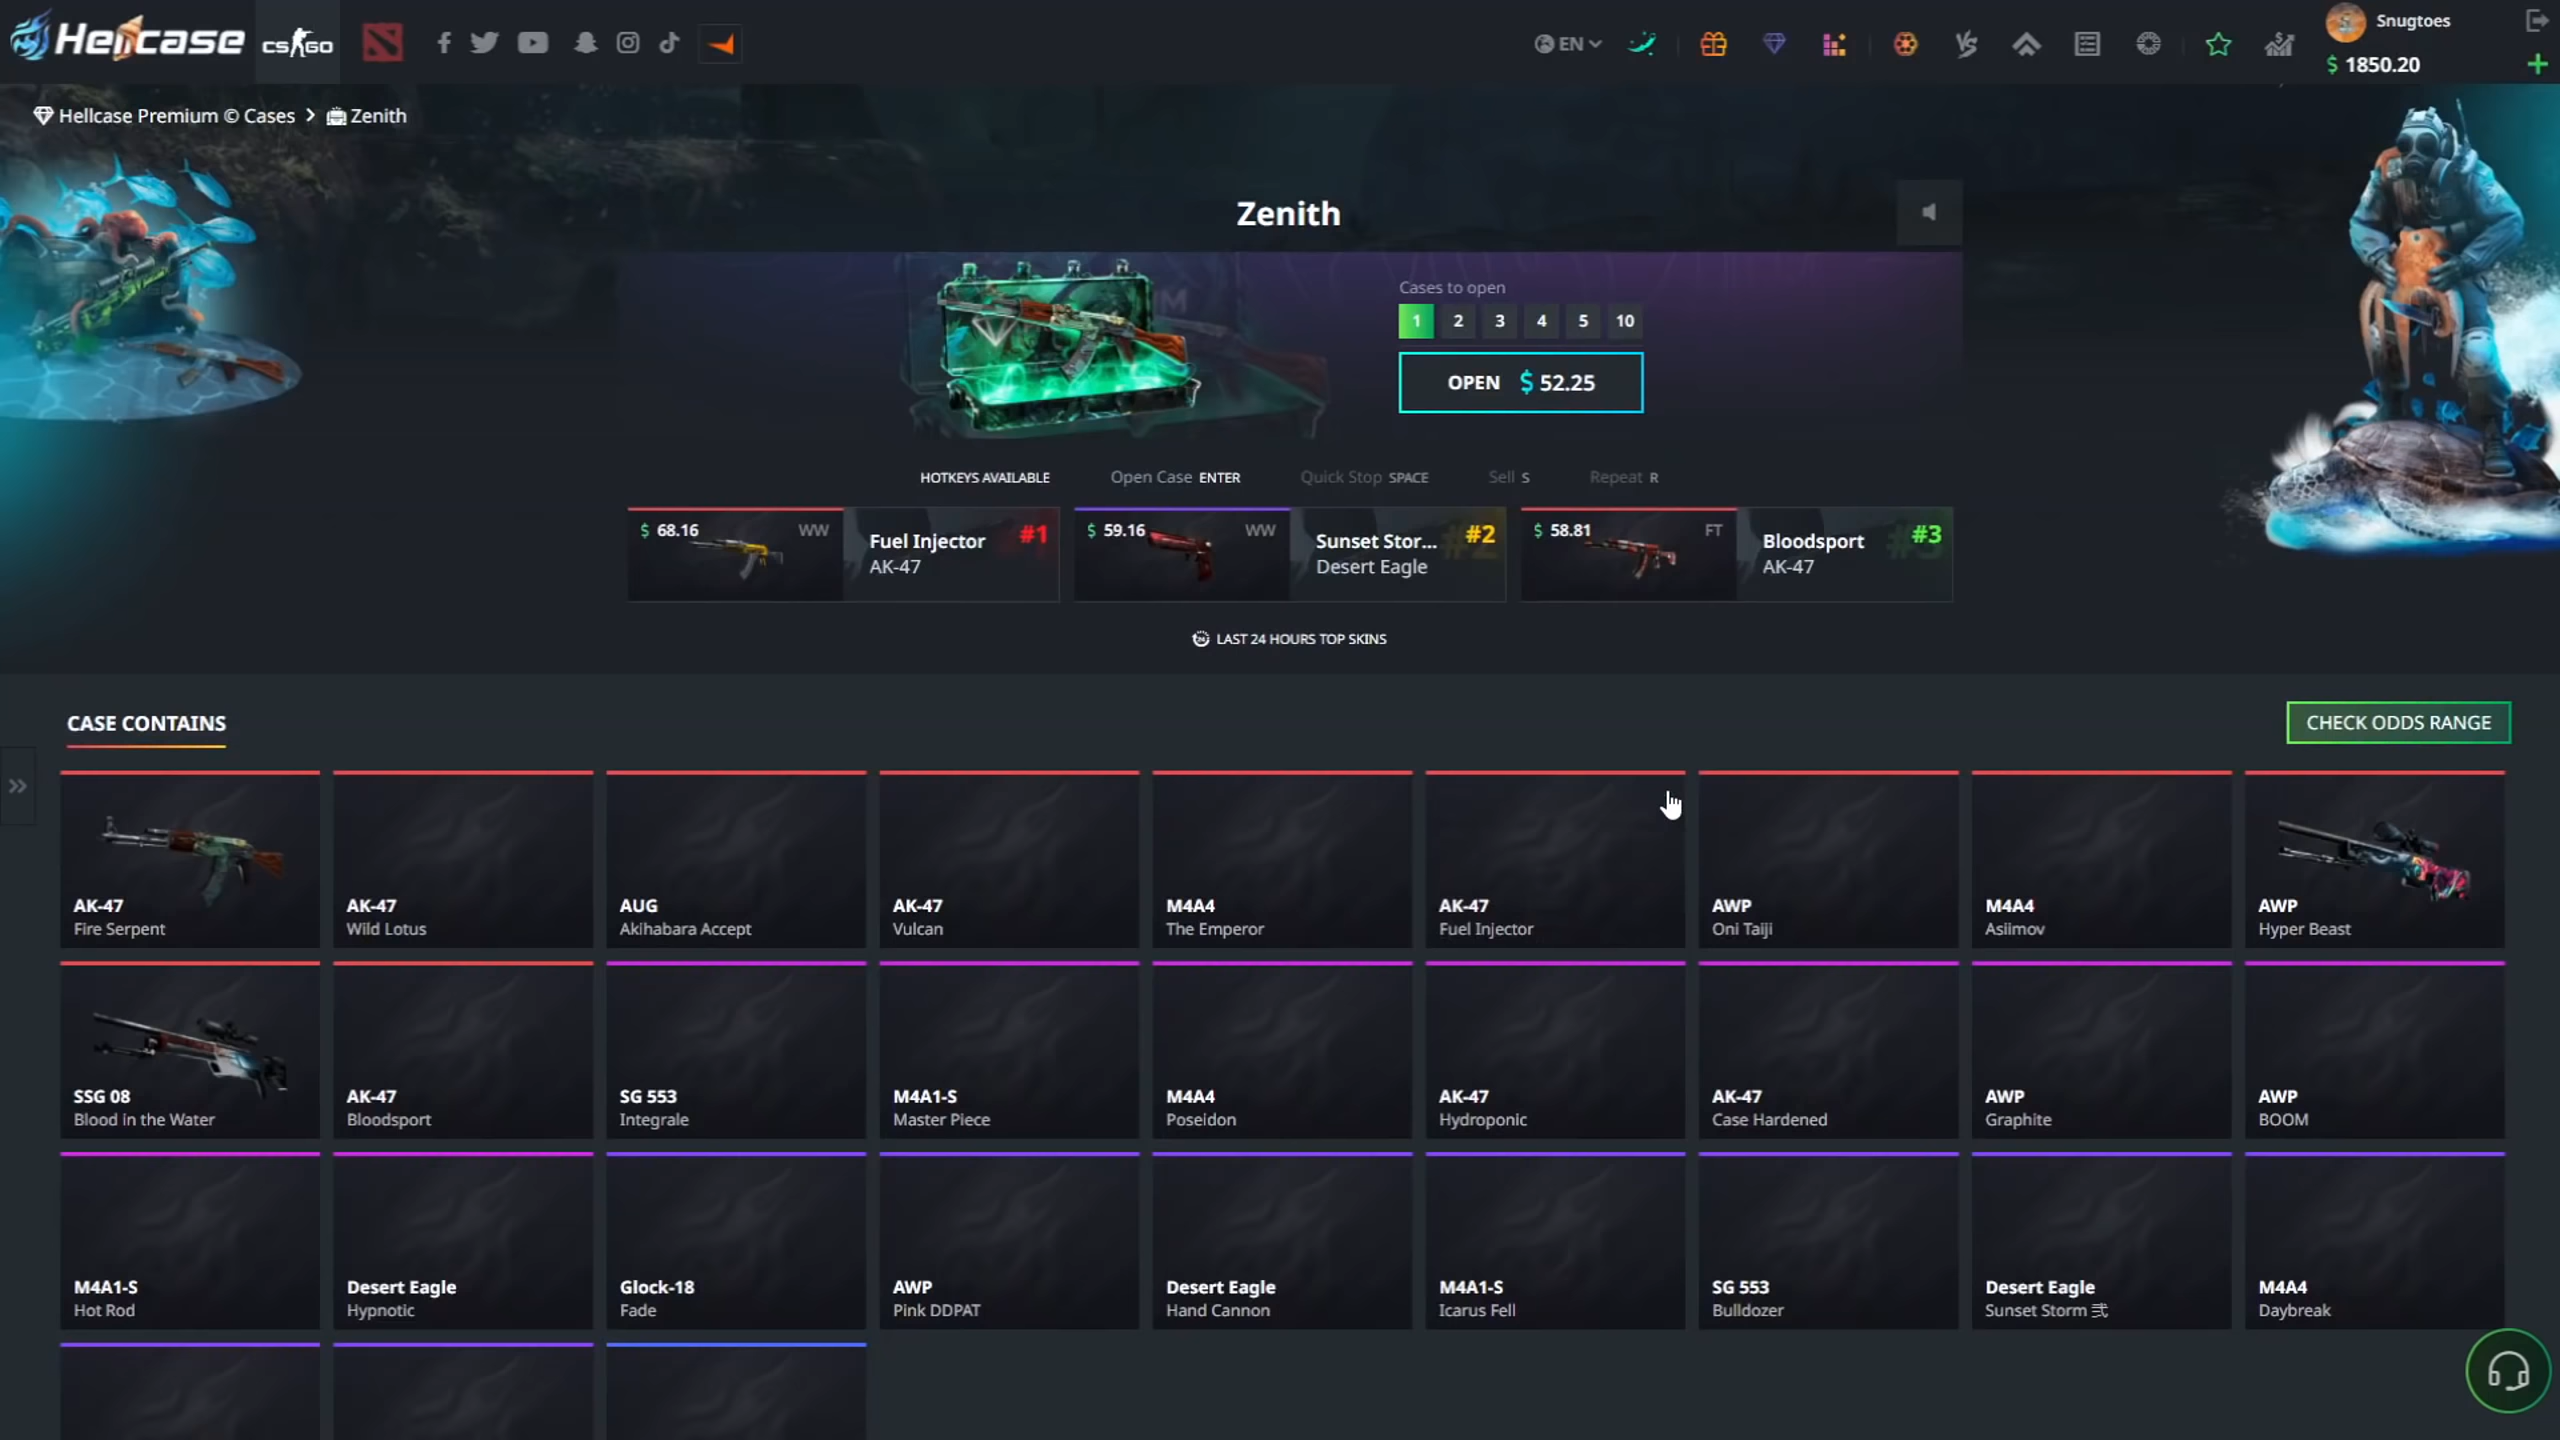 Hellcase
CS:GO
EN
Snugtoes
$ 1850.20
Hellcase Premium © Cases > Zenith
Zenith
Cases to open
1 2 3 4 5 10
OPEN $ 52.25
HOTKEYS AVAILABLE Open Case ENTER Quick Stop SPACE Sell S Repeat R
$ 68.16 WW Fuel Injector #1
AK-47
$ 59.16 WW Sunset Stor... #2
Desert Eagle
$ 58.81 FT Bloodsport #3
AK-47
LAST 24 HOURS TOP SKINS
CASE CONTAINS
CHECK ODDS RANGE
AK-47
Fire Serpent
AK-47
Wild Lotus
AUG
Akihabara Accept
AK-47
Vulcan
M4A4
The Emperor
AK-47
Fuel Injector
AWP
Oni Taiji
M4A4
Asiimov
AWP
Hyper Beast
SSG 08
Blood in the Water
AK-47
Bloodsport
SG 553
Integrale
M4A1-S
Master Piece
M4A4
Poseidon
AK-47
Hydroponic
AK-47
Case Hardened
AWP
Graphite
AWP
BOOM
M4A1-S
Hot Rod
Desert Eagle
Hypnotic
Glock-18
Fade
AWP
Pink DDPAT
Desert Eagle
Hand Cannon
M4A1-S
Icarus Fell
SG 553
Bulldozer
Desert Eagle
Sunset Storm 弐
M4A4
Daybreak